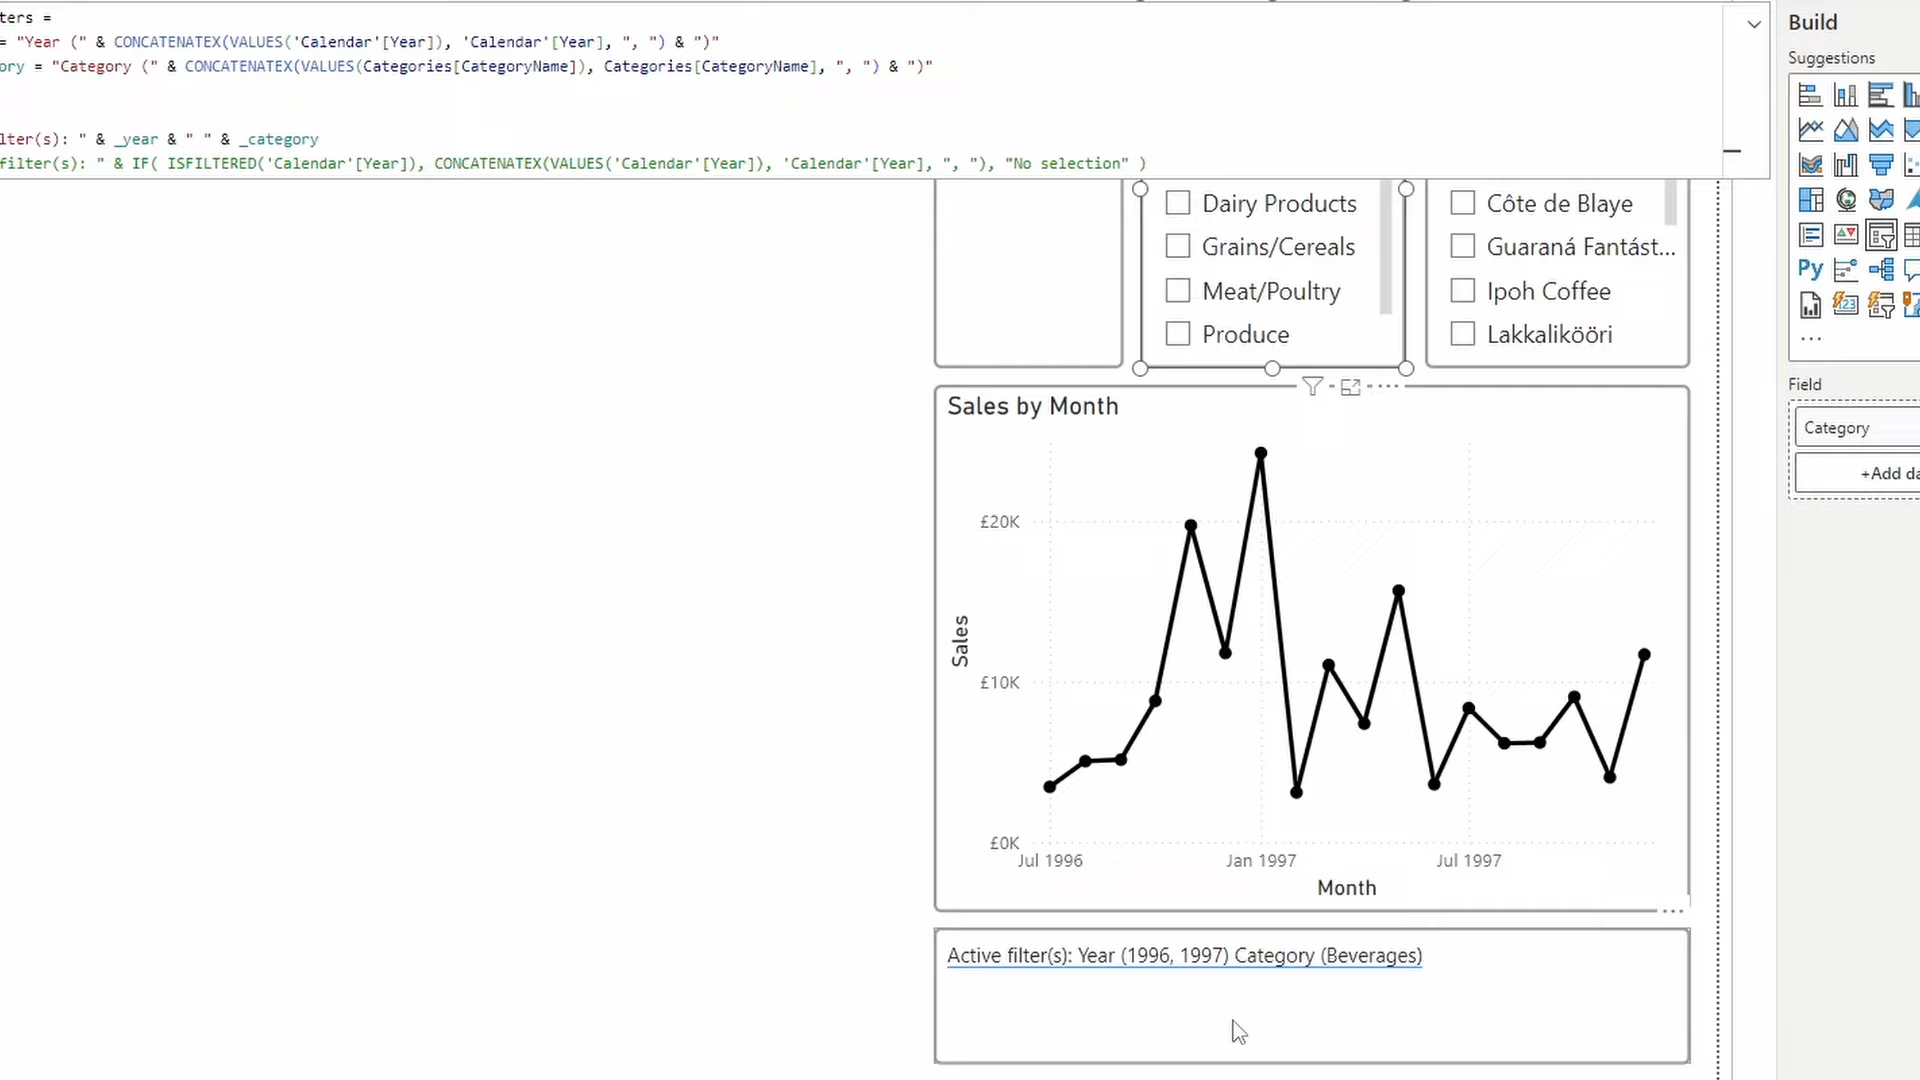 ters =
= "Year (" & CONCATENATEX(VALUES('Calendar'[Year]), 'Calendar'[Year], ", ") & ")"
ory = "Category (" & CONCATENATEX(VALUES(Categories[CategoryName]), Categories[CategoryName], ", ") & ")"
lter(s): " & _year & " " & _category
filter(s): " & IF( ISFILTERED('Calendar'[Year]), CONCATENATEX(VALUES('Calendar'[Year]), 'Calendar'[Year], ", "), "No selection" )
Build
Suggestions
Dairy Products
Grains/Cereals
Meat/Poultry
Produce
Côte de Blaye
Guaraná Fantást...
Ipoh Coffee
Lakkalikööri
Py
123
...
Field
Category
+Add da
Sales by Month
Sales
£20K
£10K
£0K
Jul 1996
Jan 1997
Jul 1997
Month
Active filter(s): Year (1996, 1997) Category (Beverages)